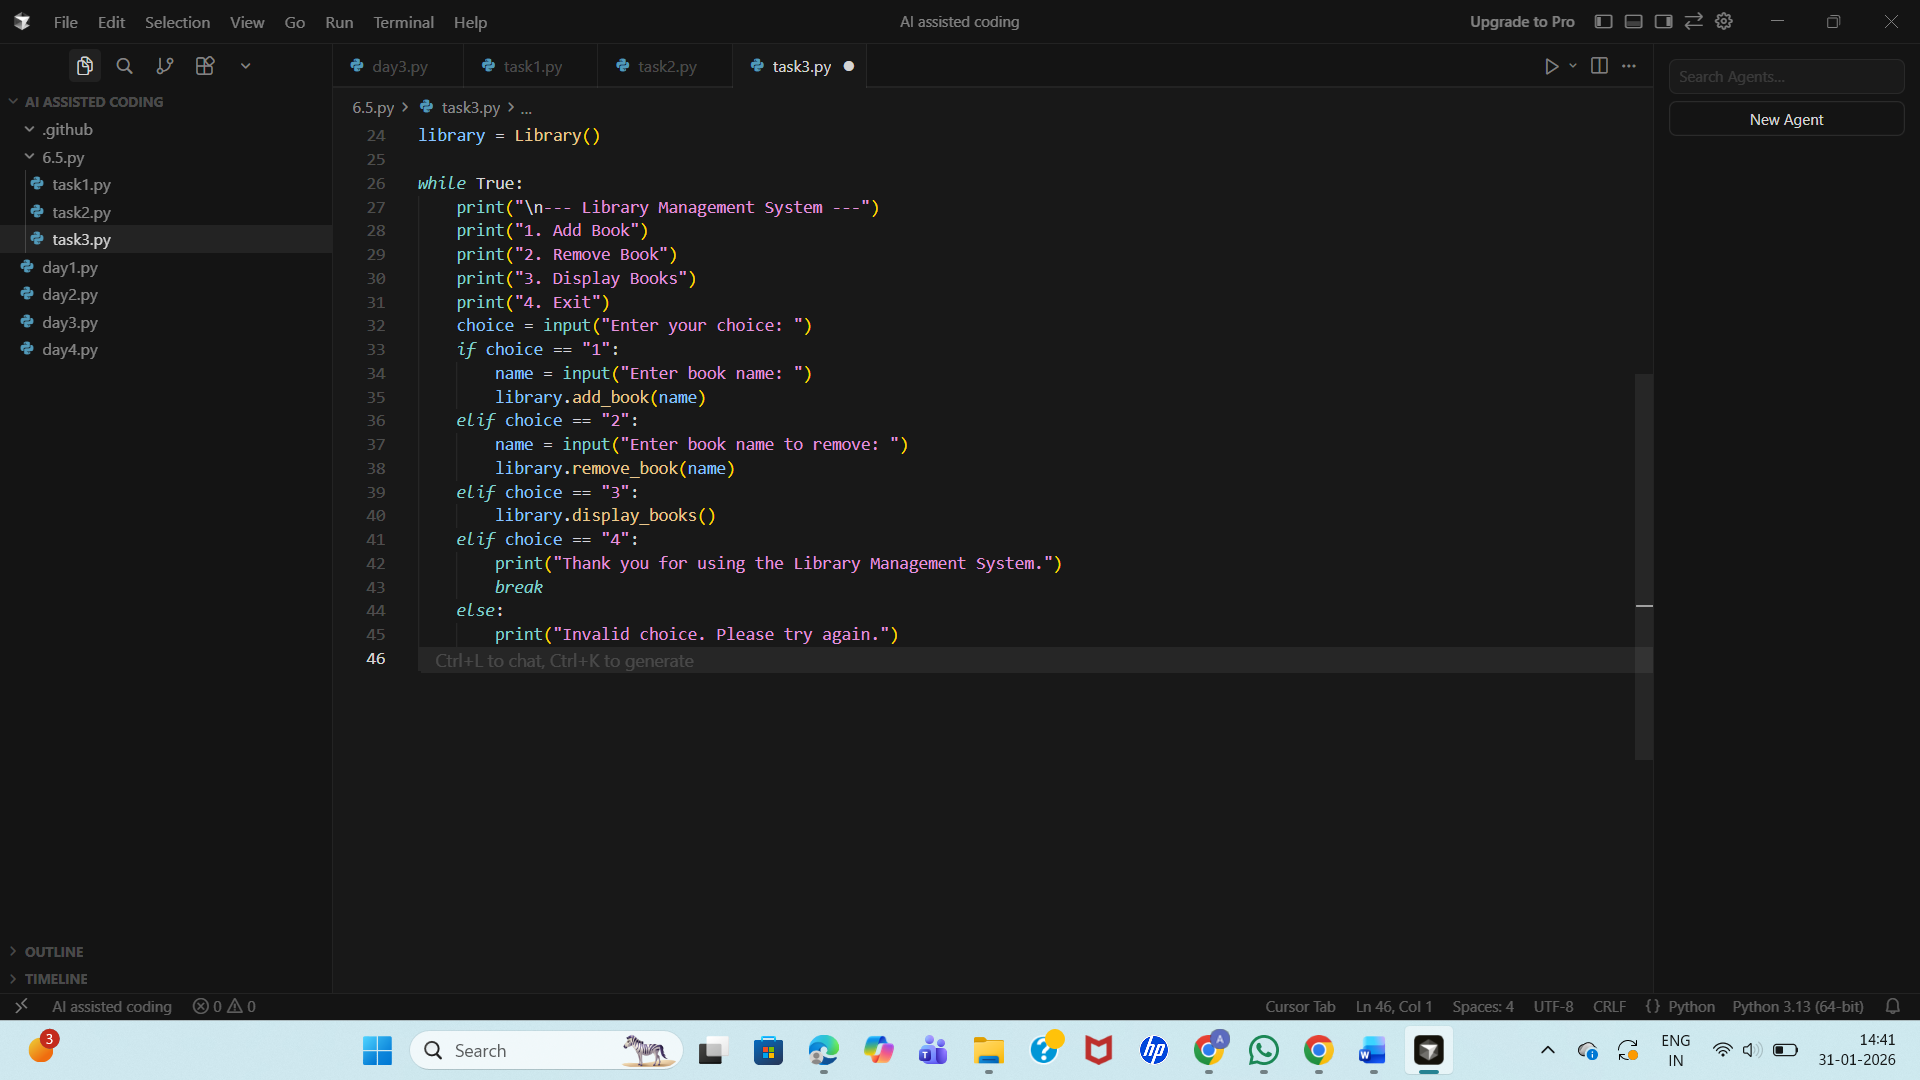 File Edit Selection View Go Run Terminal Help
AI assisted coding
Upgrade to Pro
day3.py
task1.py
task2.py
task3.py
Search Agents...
New Agent
AI ASSISTED CODING
.github
6.5.py
task1.py
task2.py
task3.py
day1.py
day2.py
day3.py
day4.py
OUTLINE
TIMELINE
6.5.py > task3.py > ...
24 library = Library()
25
26 while True:
27     print("\n--- Library Management System ---")
28     print("1. Add Book")
29     print("2. Remove Book")
30     print("3. Display Books")
31     print("4. Exit")
32     choice = input("Enter your choice: ")
33     if choice == "1":
34         name = input("Enter book name: ")
35         library.add_book(name)
36     elif choice == "2":
37         name = input("Enter book name to remove: ")
38         library.remove_book(name)
39     elif choice == "3":
40         library.display_books()
41     elif choice == "4":
42         print("Thank you for using the Library Management System.")
43         break
44     else:
45         print("Invalid choice. Please try again.")
46 Ctrl+L to chat, Ctrl+K to generate
AI assisted coding 0 0
Cursor Tab Ln 46, Col 1 Spaces: 4 UTF-8 CRLF {} Python Python 3.13 (64-bit)
3
Search
T
?
hp
A
W
ENG
IN
14:41
31-01-2026